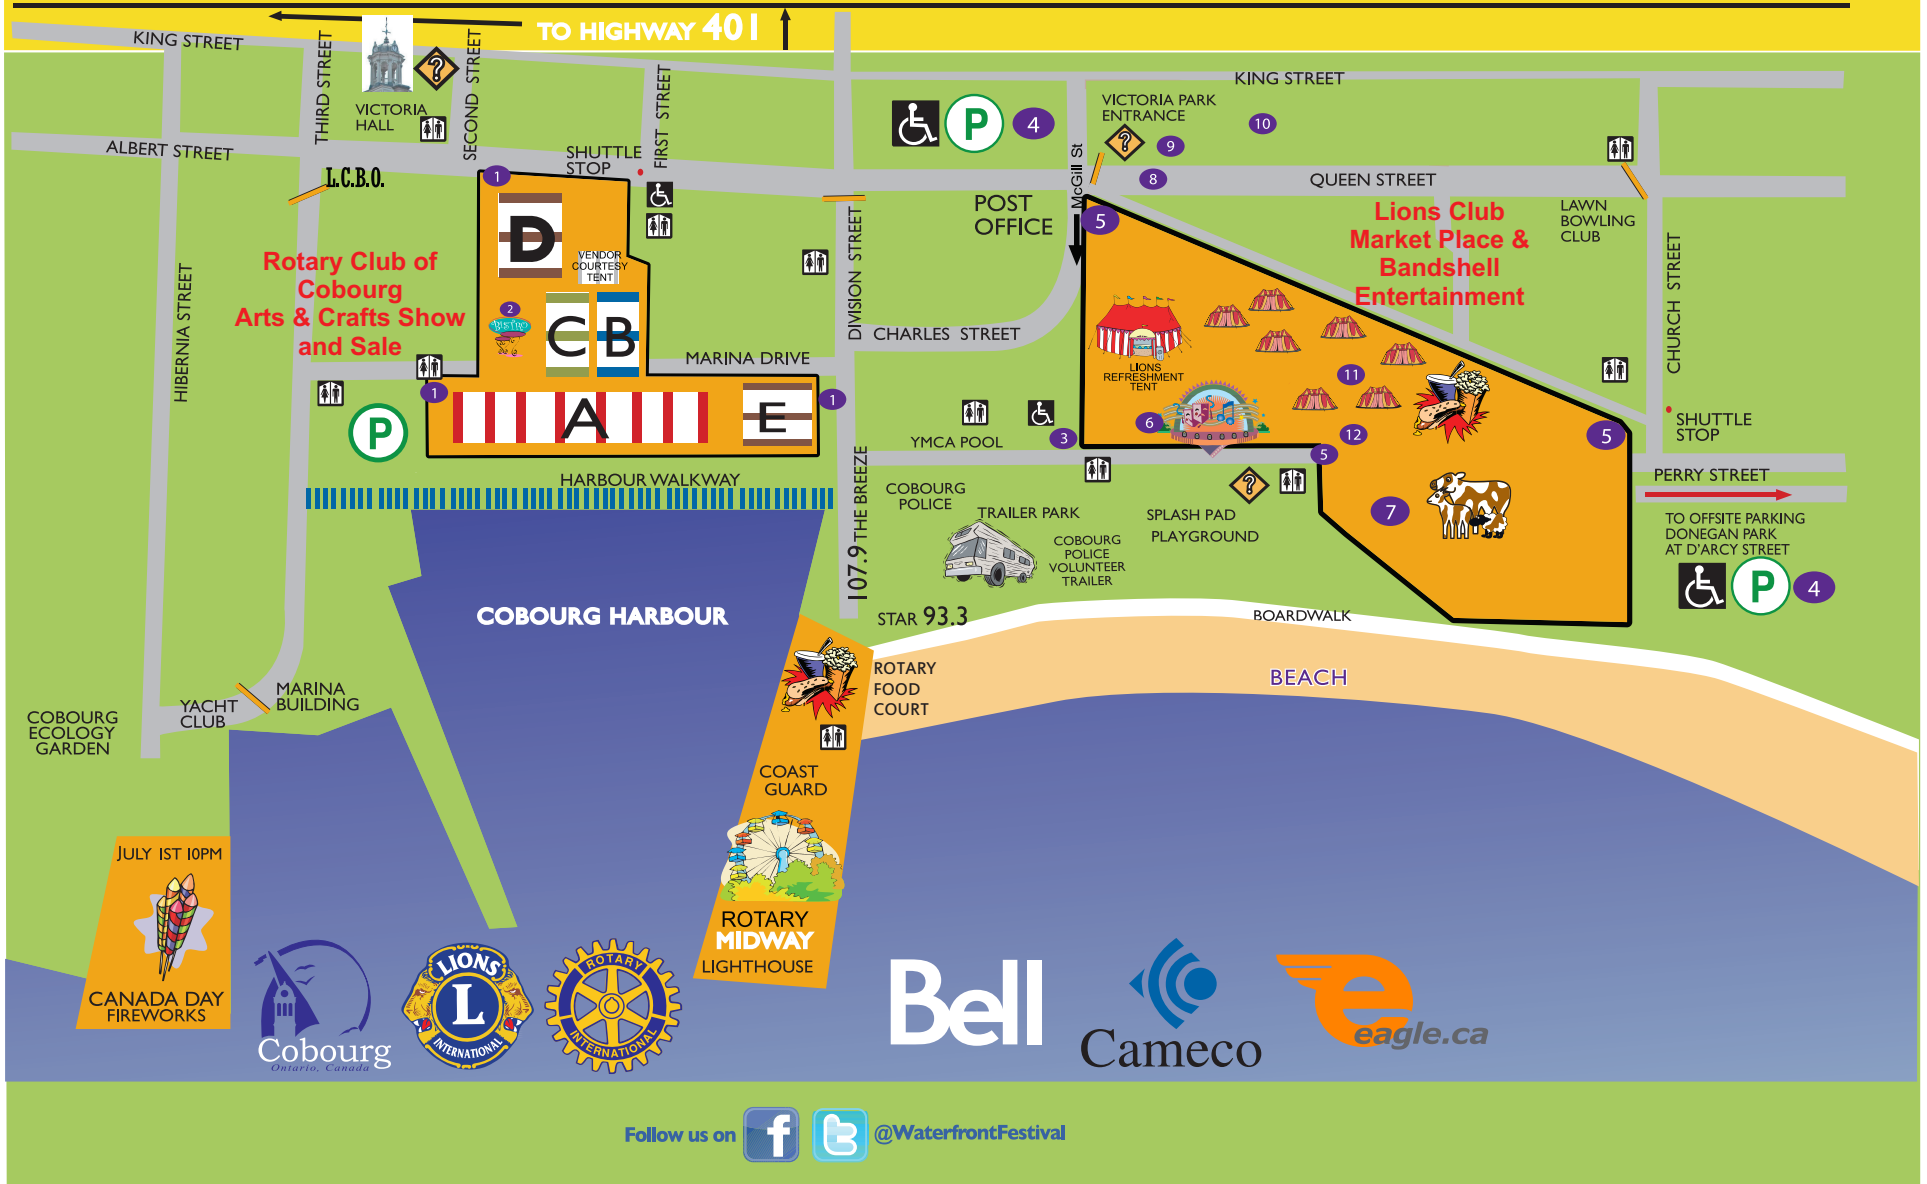 TO HIGHWAY 401
KING STREET
THIRD STREET
VICTORIA
HALL
?
SECOND STREET
FIRST STREET
ALBERT STREET
L.C.B.O.
SHUTTLE
STOP
1
D
VENDOR
COURTESY
TENT
2
BISTRO
C
B
Rotary Club of
Cobourg
Arts & Crafts Show
and Sale
HIBERNIA STREET
MARINA DRIVE
1
A
E
1
P
HARBOUR WALKWAY
DIVISION STREET
107.9 THE BREEZE
P
4
KING STREET
VICTORIA PARK
ENTRANCE
?
9
10
8
McGill St
QUEEN STREET
POST
OFFICE
5
Lions Club
Market Place &
Bandshell
Entertainment
LAWN
BOWLING
CLUB
CHURCH STREET
CHARLES STREET
LIONS
REFRESHMENT
TENT
11
6
12
5
5
SHUTTLE
STOP
YMCA POOL
3
PERRY STREET
COBOURG
POLICE
TRAILER PARK
COBOURG
POLICE
VOLUNTEER
TRAILER
?
SPLASH PAD
PLAYGROUND
7
TO OFFSITE PARKING
DONEGAN PARK
AT D'ARCY STREET
P
4
STAR 93.3
BOARDWALK
BEACH
COBOURG HARBOUR
ROTARY
FOOD
COURT
MARINA
BUILDING
YACHT
CLUB
COBOURG
ECOLOGY
GARDEN
COAST
GUARD
ROTARY
MIDWAY
LIGHTHOUSE
JULY 1ST 10PM
CANADA DAY
FIREWORKS
Cobourg
Ontario, Canada
LIONS
L
INTERNATIONAL
ROTARY
INTERNATIONAL
Bell
Cameco
e
eagle.ca
Follow us on f t @WaterfrontFestival